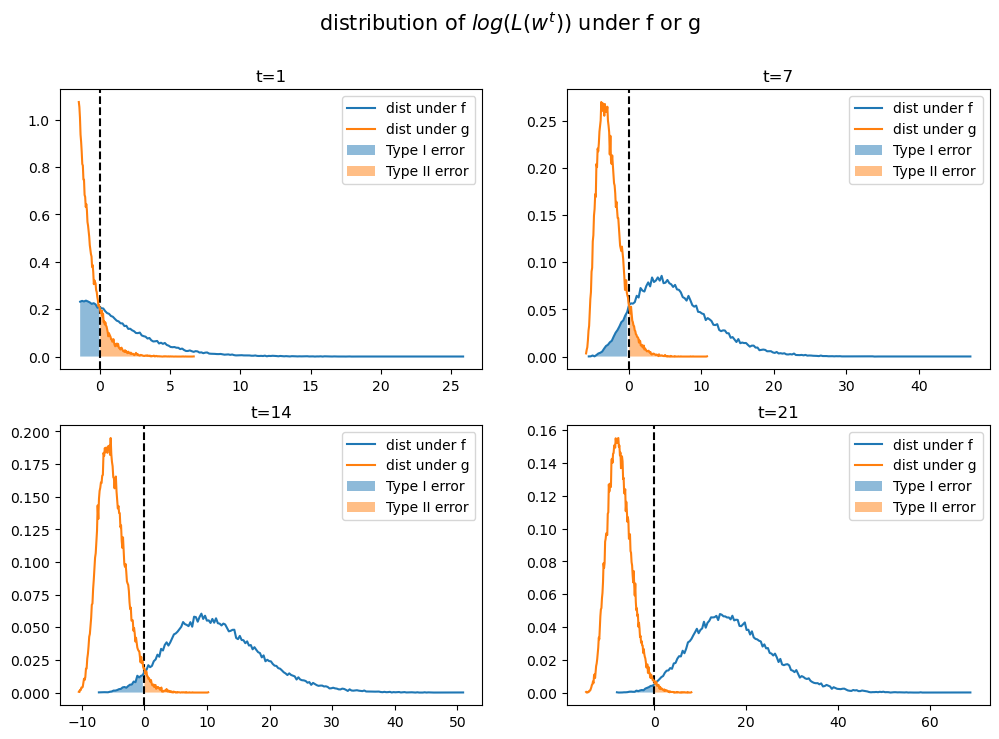 distribution of log(L(w^t)) under f or g
t=1
1.0
0.8
0.6
0.4
0.2
0.0
0 5 10 15 20 25
dist under f
dist under g
Type I error
Type II error
t=7
0.25
0.20
0.15
0.10
0.05
0.00
0 10 20 30 40
dist under f
dist under g
Type I error
Type II error
t=14
0.200
0.175
0.150
0.125
0.100
0.075
0.050
0.025
0.000
−10 0 10 20 30 40 50
dist under f
dist under g
Type I error
Type II error
t=21
0.16
0.14
0.12
0.10
0.08
0.06
0.04
0.02
0.00
0 20 40 60
dist under f
dist under g
Type I error
Type II error